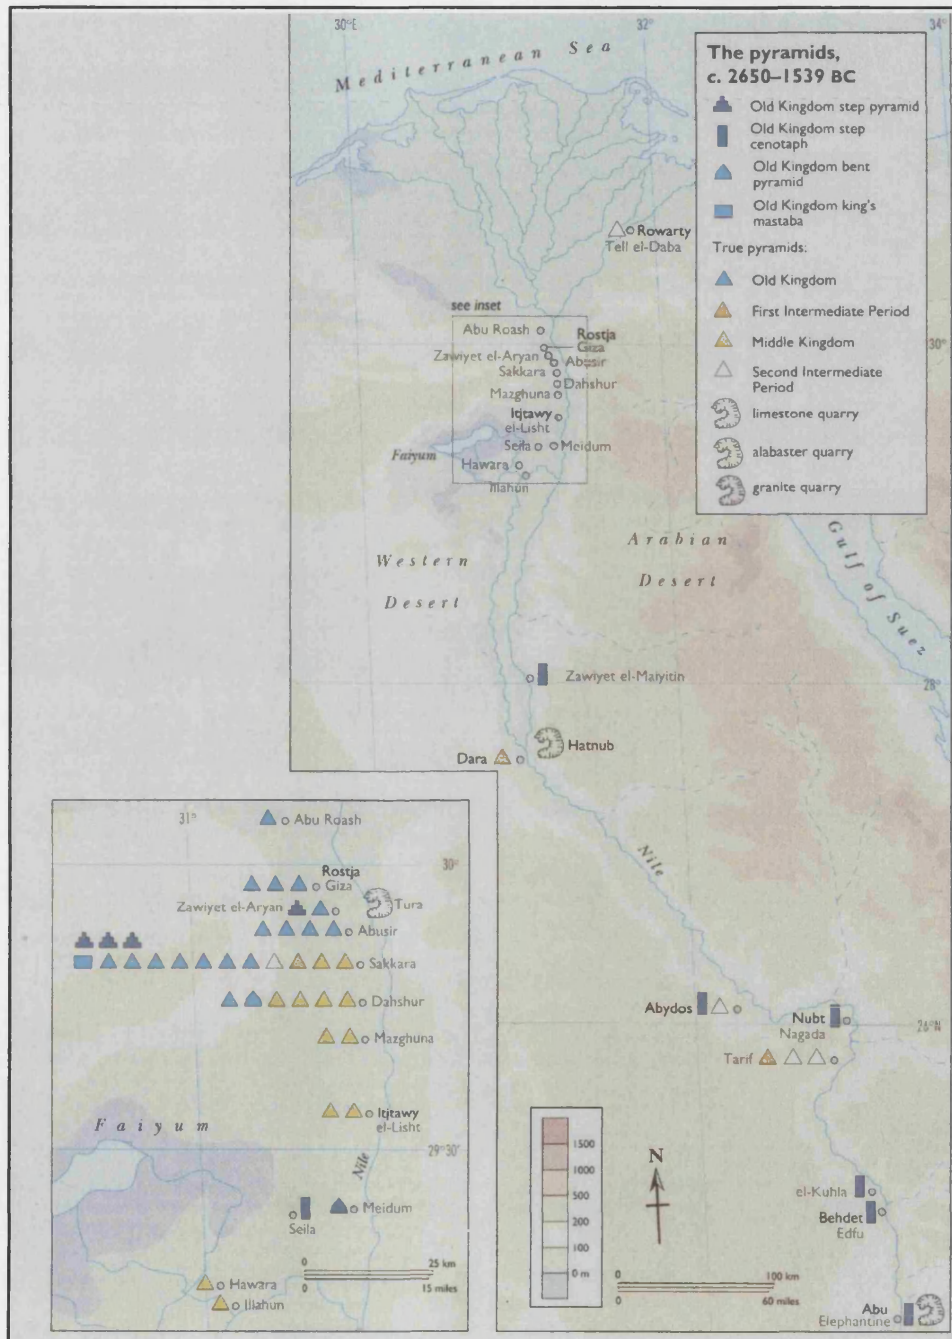 30°E
32
34°
Mediterranean Sea
The pyramids,
c. 2650–1539 BC
Old Kingdom step pyramid
Old Kingdom step
cenotaph
Old Kingdom bent
pyramid
Old Kingdom king's
mastaba
True pyramids:
Old Kingdom
First Intermediate Period
Middle Kingdom
Second Intermediate
Period
limestone quarry
alabaster quarry
granite quarry
Rowarty
Tell el-Daba
see inset
Abu Roash
Rostja
Giza
Zawiyet el-Aryan
Abusir
Sakkara
Dahshur
Mazghuna
Itjtawy
el-Lisht
Seila
Meidum
Faiyum
Hawara
Illahun
30°
Western
Desert
Arabian
Desert
Gulf of Suez
Zawiyet el-Maiyitin
28°
Hatnub
Dara
Nile
Abydos
Nubt
Nagada
26°N
Tarif
el-Kuhla
Behdet
Edfu
Abu
Elephantine
1500
1000
500
200
100
0 m
N
0
100 km
0
60 miles
31°
Abu Roash
30°
Rostja
Giza
Zawiyet el-Aryan
Tura
Abusir
Sakkara
Dahshur
Mazghuna
Itjtawy
el-Lisht
Faiyum
29°30
Nile
Seila
Meidum
0
25 km
0
15 miles
Hawara
Illahun